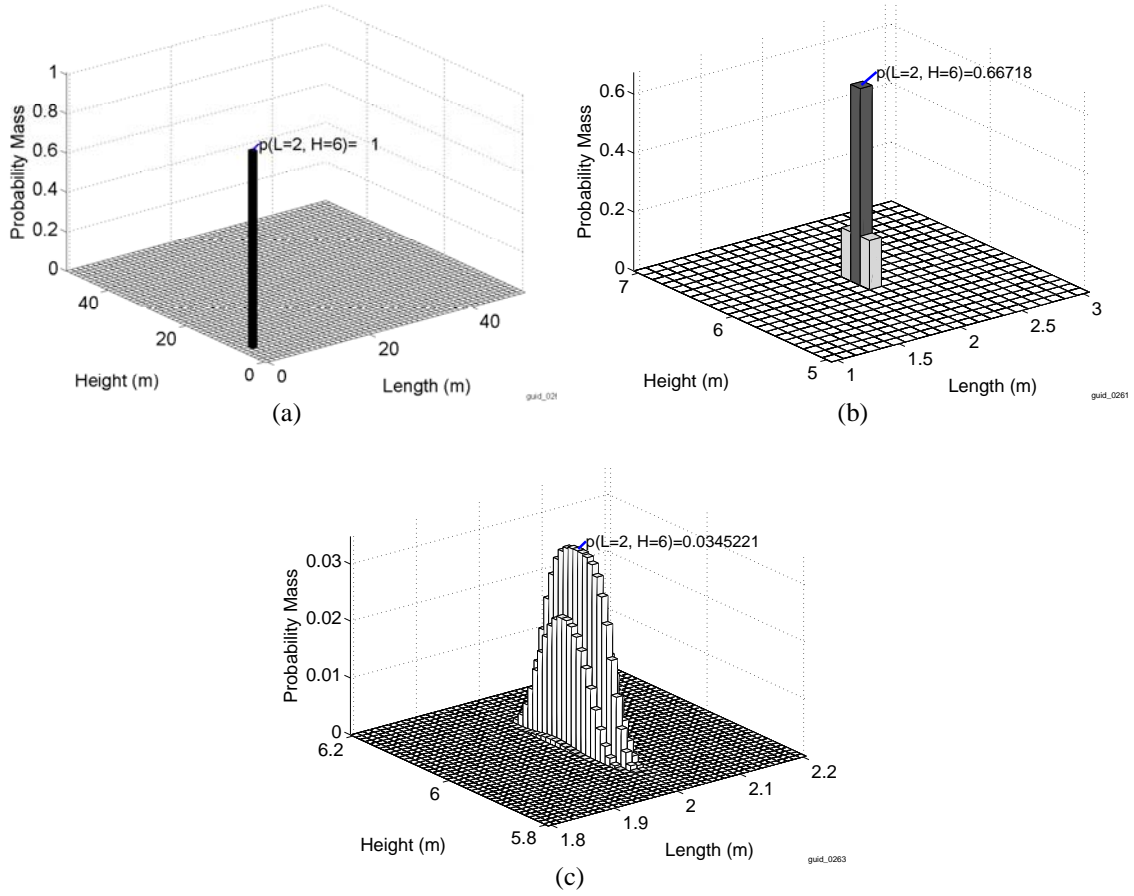 1
0.8
0.6
0.4
0.2
0
Probability Mass
p(L=2, H=6)= 1
40
20
0
0
20
40
Height (m)
Length (m)
(a)
0.6
0.4
0.2
0
Probability Mass
p(L=2, H=6)=0.66718
7
6
5
1
1.5
2
2.5
3
Height (m)
Length (m)
guid_0261
(b)
0.03
0.02
0.01
0
Probability Mass
p(L=2, H=6)=0.0345221
6.2
6
5.8
1.8
1.9
2
2.1
2.2
Height (m)
Length (m)
guid_0263
(c)